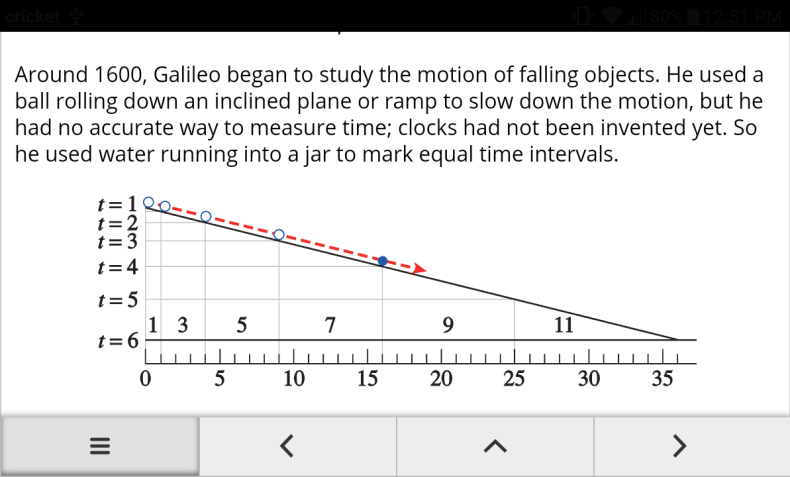 cricket 80% 12:51 PM
Around 1600, Galileo began to study the motion of falling objects. He used a
ball rolling down an inclined plane or ramp to slow down the motion, but he
had no accurate way to measure time; clocks had not been invented yet. So
he used water running into a jar to mark equal time intervals.
t = 1
t = 2
t = 3
t = 4
t = 5
1 3 5 7 9 11
t = 6
0 5 10 15 20 25 30 35